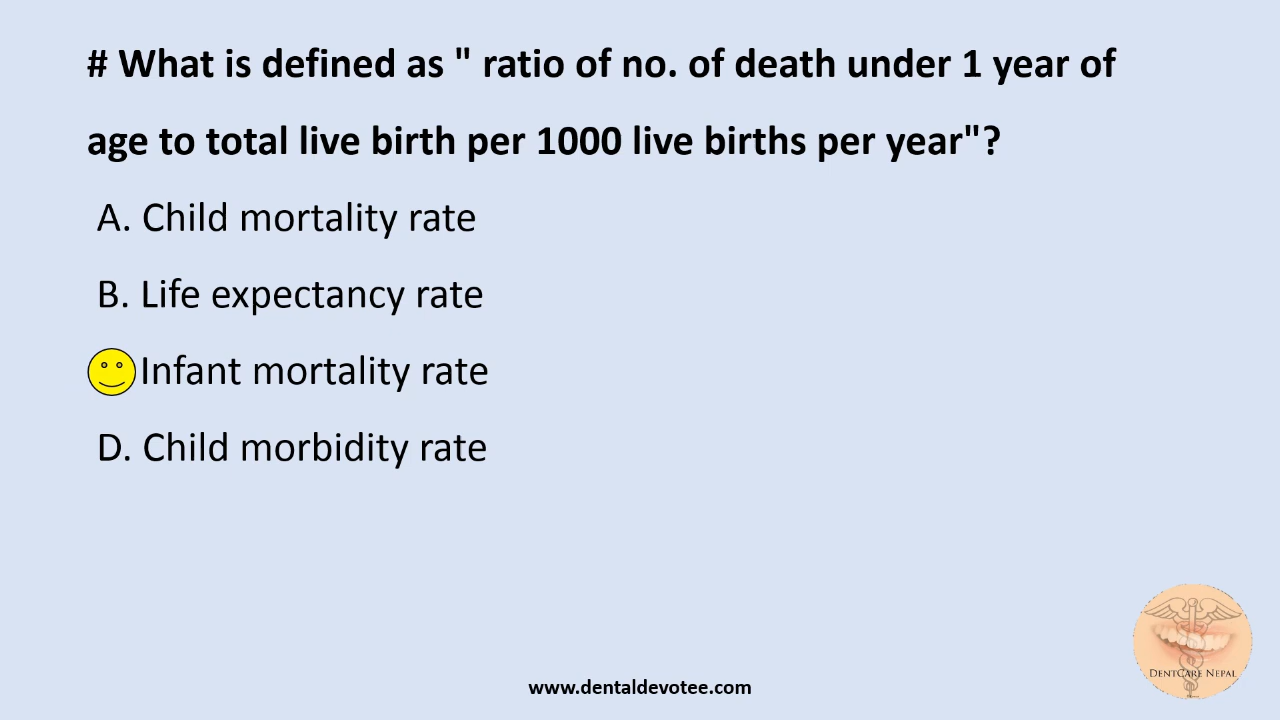 # What is defined as " ratio of no. of death under 1 year of
age to total live birth per 1000 live births per year"?
A. Child mortality rate
B. Life expectancy rate
Infant mortality rate
D. Child morbidity rate
DENTCARE NEPAL
www.dentaldevotee.com